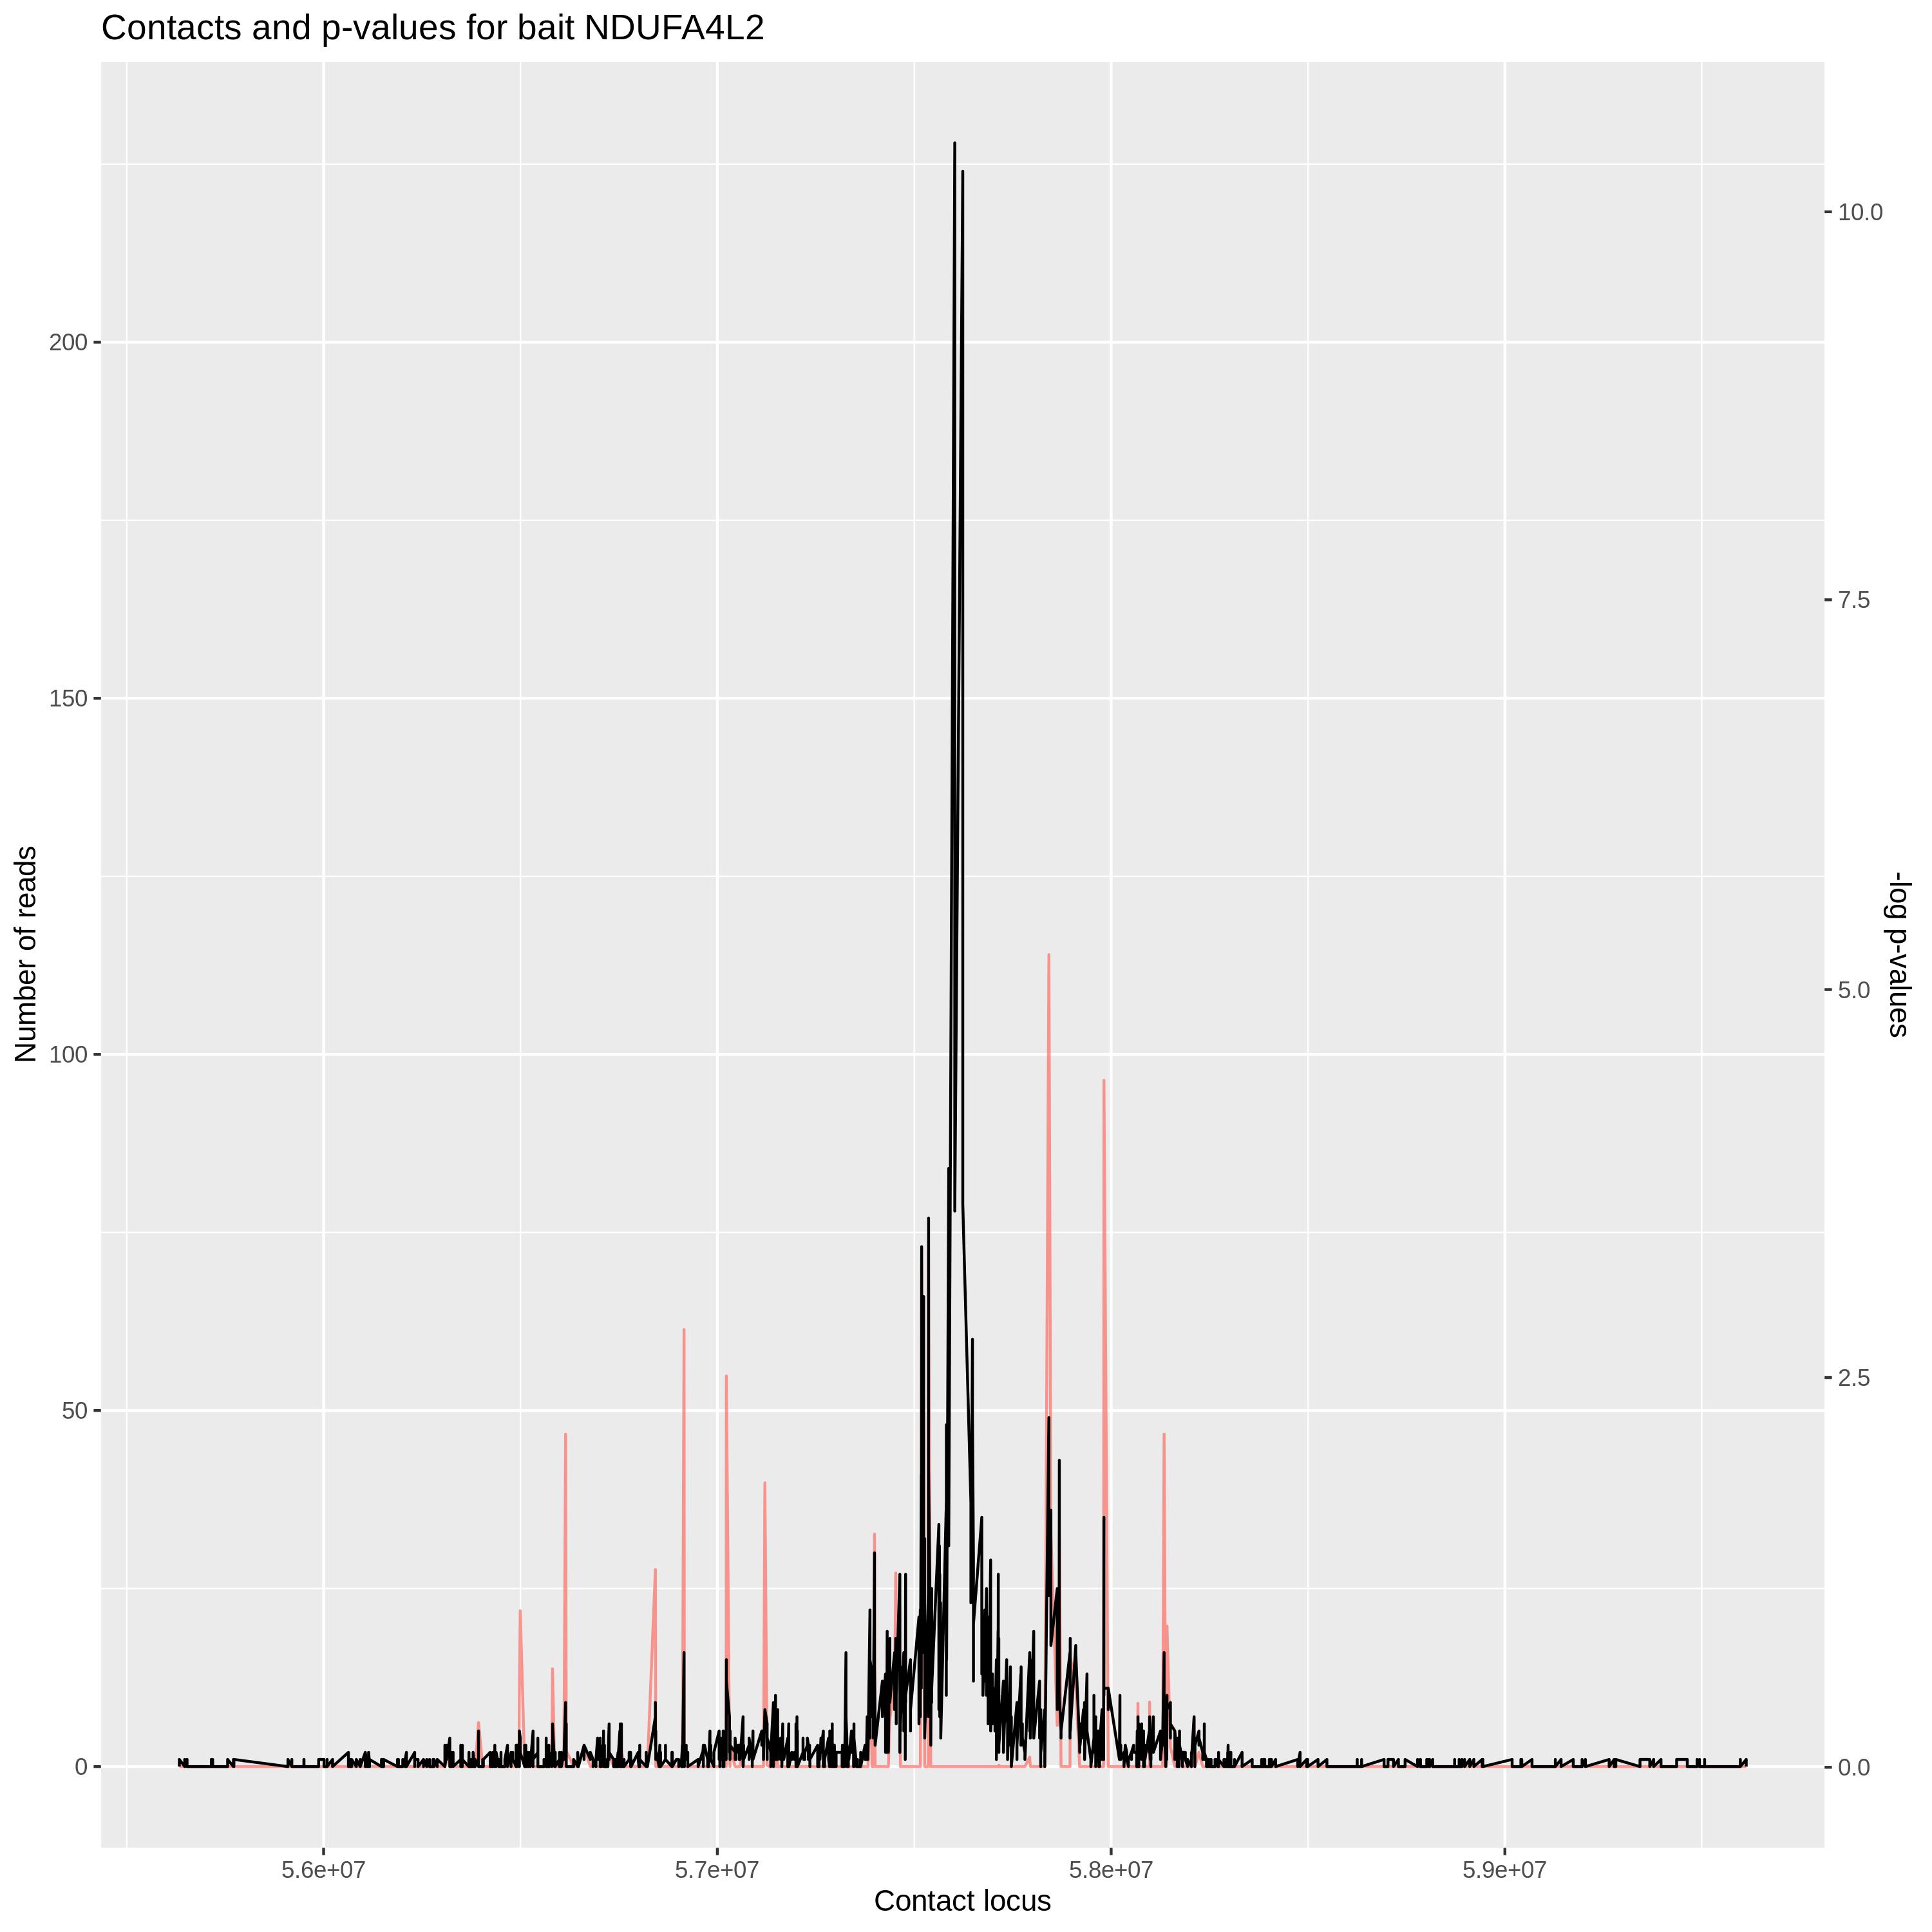 Contacts and p-values for bait NDUFA4L2
Number of reads
200
150
100
50
0
10.0
7.5
5.0
2.5
0.0
-log p-values
5.6e+07
5.7e+07
5.8e+07
5.9e+07
Contact locus